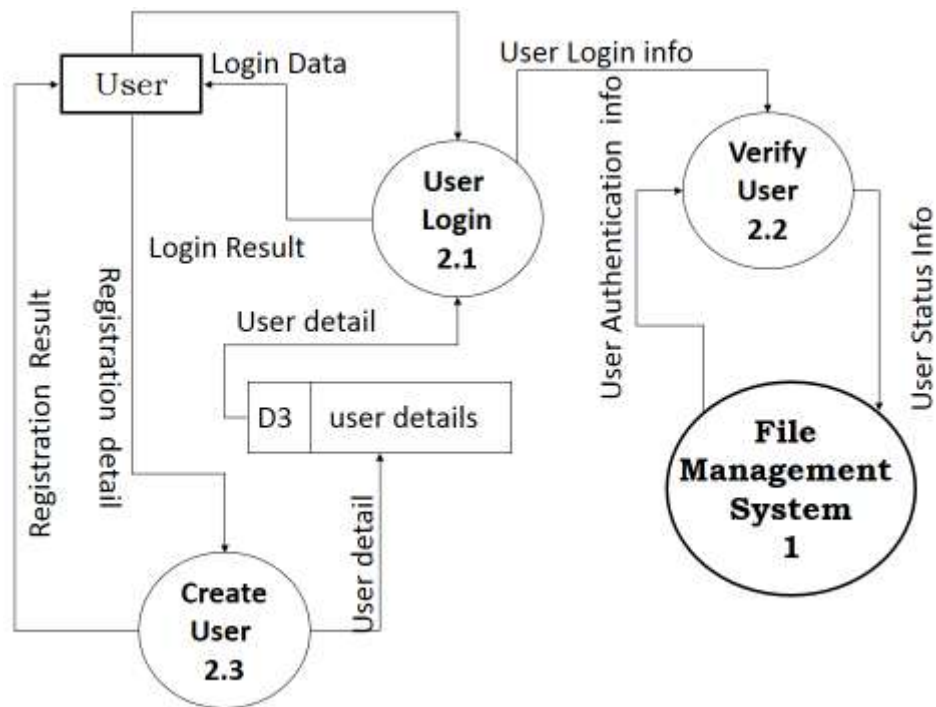 User Login info
Login Data
User
User Authentication info
Verify
User
2.2
User
Login
2.1
Login Result
User Status Info
Registration Result
Registration detail
User detail
D3
user details
File
Management
System
1
User detail
Create
User
2.3